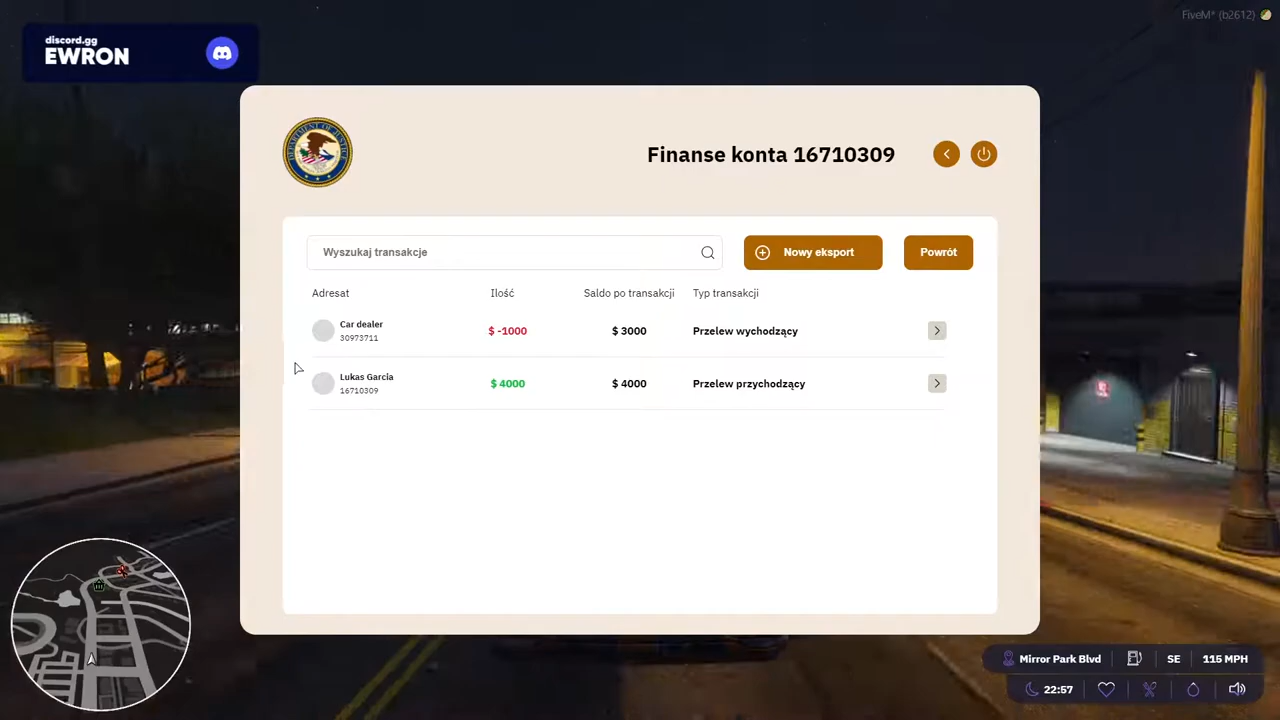 discord.gg
EWRON
FiveM* (b2612)
Finanse konta 16710309
Wyszukaj transakcje
Nowy eksport
Powrót
Adresat Ilość Saldo po transakcji Typ transakcji
Car dealer
30973711
$ -1000
$ 3000
Przelew wychodzący
Lukas Garcia
16710309
$ 4000
$ 4000
Przelew przychodzący
Mirror Park Blvd SE 115 MPH
22:57